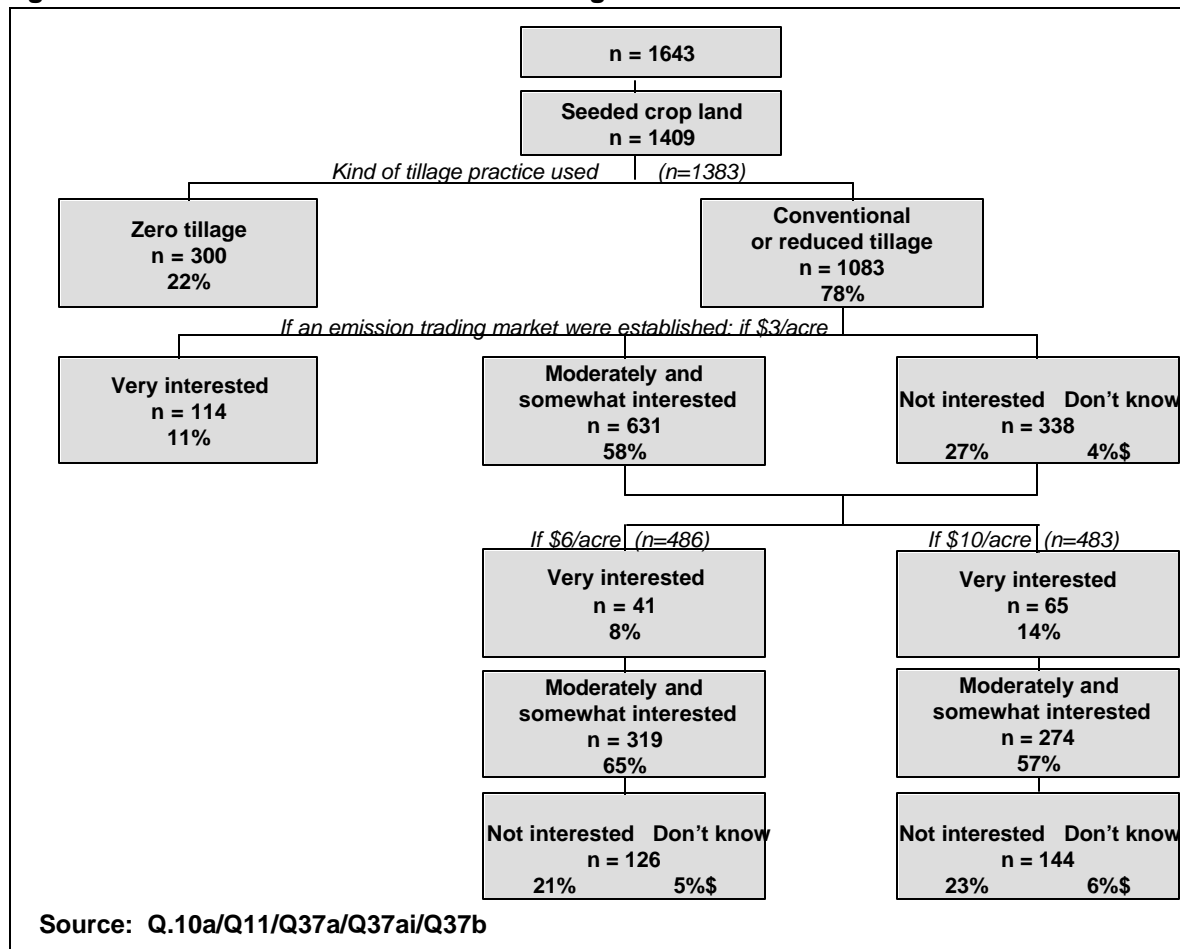 n = 1643
Seeded crop land
n = 1409
Kind of tillage practice used (n=1383)
Zero tillage
n = 300
22%
Conventional
or reduced tillage
n = 1083
78%
If an emission trading market were established: if $3/acre
Very interested
n = 114
11%
Moderately and
somewhat interested
n = 631
58%
Not interested Don't know
n = 338
27% 4%$
If $6/acre (n=486)
Very interested
n = 41
8%
Moderately and
somewhat interested
n = 319
65%
Not interested Don't know
n = 126
21% 5%$
If $10/acre (n=483)
Very interested
n = 65
14%
Moderately and
somewhat interested
n = 274
57%
Not interested Don't know
n = 144
23% 6%$
Source: Q.10a/Q11/Q37a/Q37ai/Q37b